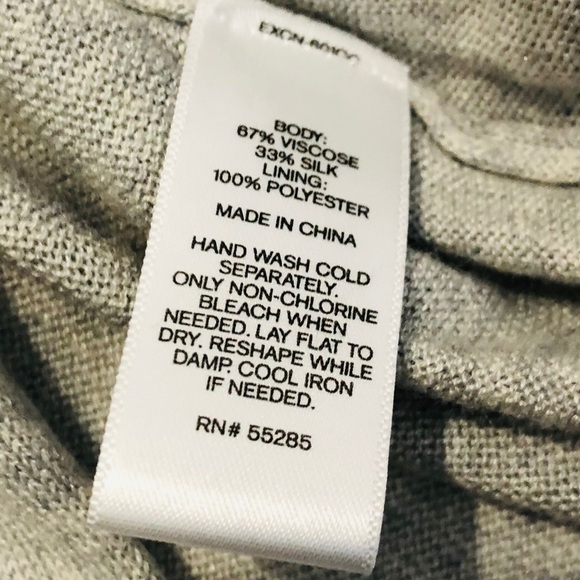 BODY:
67% VISCOSE
33% SILK
LINING:
100% POLYESTER
MADE IN CHINA
HAND WASH COLD
SEPARATELY.
ONLY NON-CHLORINE
BLEACH WHEN
NEEDED. LAY FLAT TO
DRY. RESHAPE WHILE
DAMP. COOL IRON
IF NEEDED.
RN# 55285